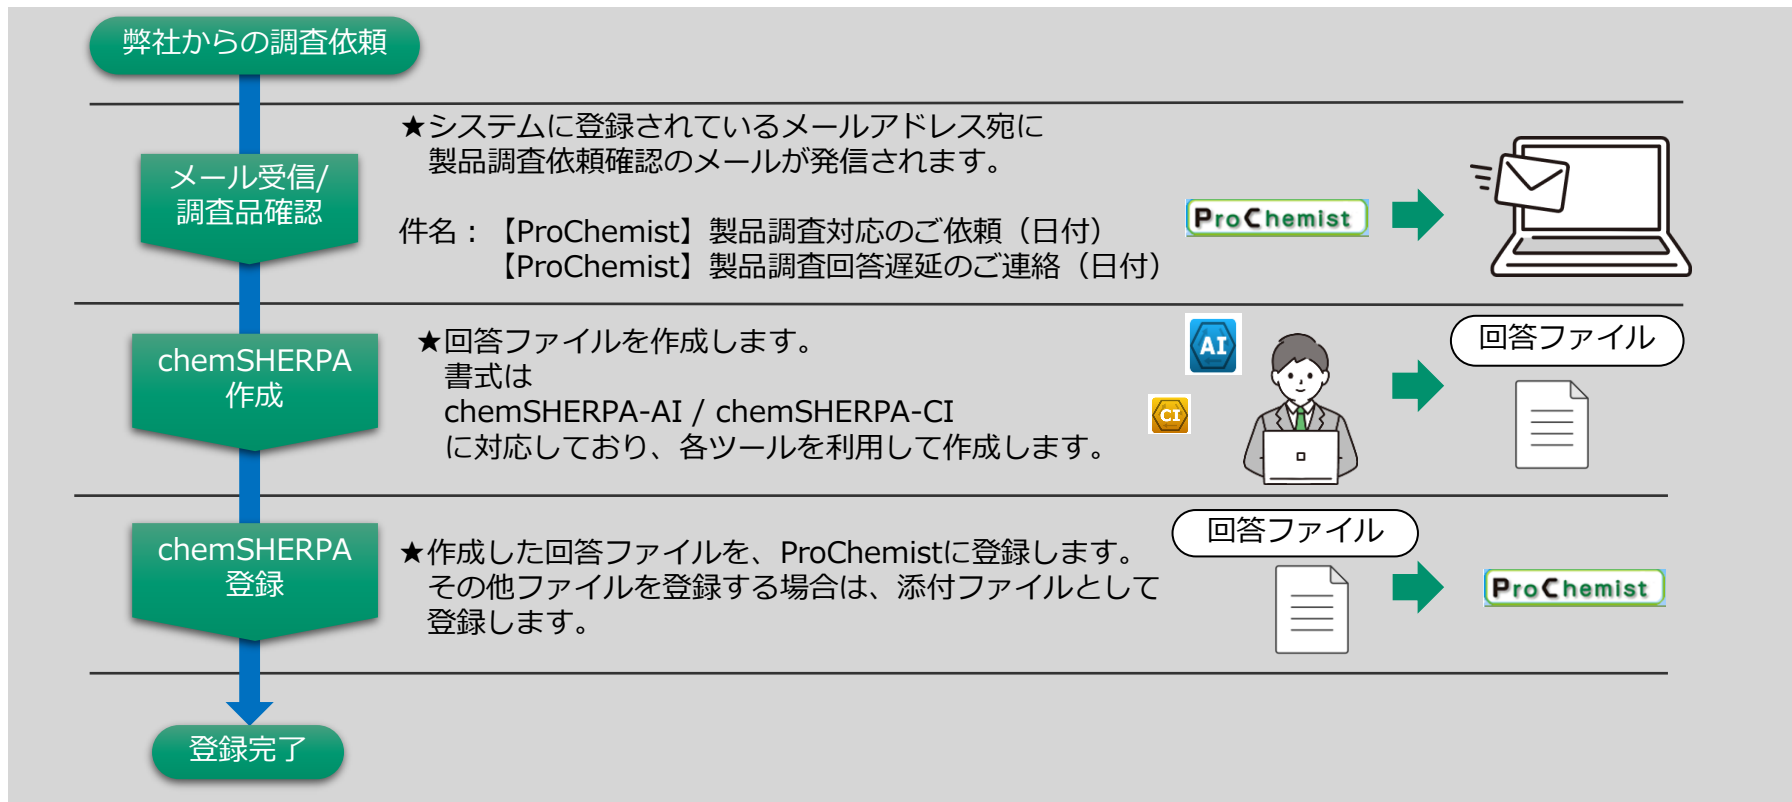 弊社からの調査依頼
メール受信/
調査品確認
★システムに登録されているメールアドレス宛に
製品調査依頼確認のメールが発信されます。
件名：【ProChemist】製品調査対応のご依頼（日付）
【ProChemist】製品調査回答遅延のご連絡（日付）
ProChemist
chemSHERPA
作成
★回答ファイルを作成します。
書式は
chemSHERPA-AI / chemSHERPA-CI
に対応しており、各ツールを利用して作成します。
AI
CI
回答ファイル
chemSHERPA
登録
★作成した回答ファイルを、ProChemistに登録します。
その他ファイルを登録する場合は、添付ファイルとして
登録します。
回答ファイル
ProChemist
登録完了